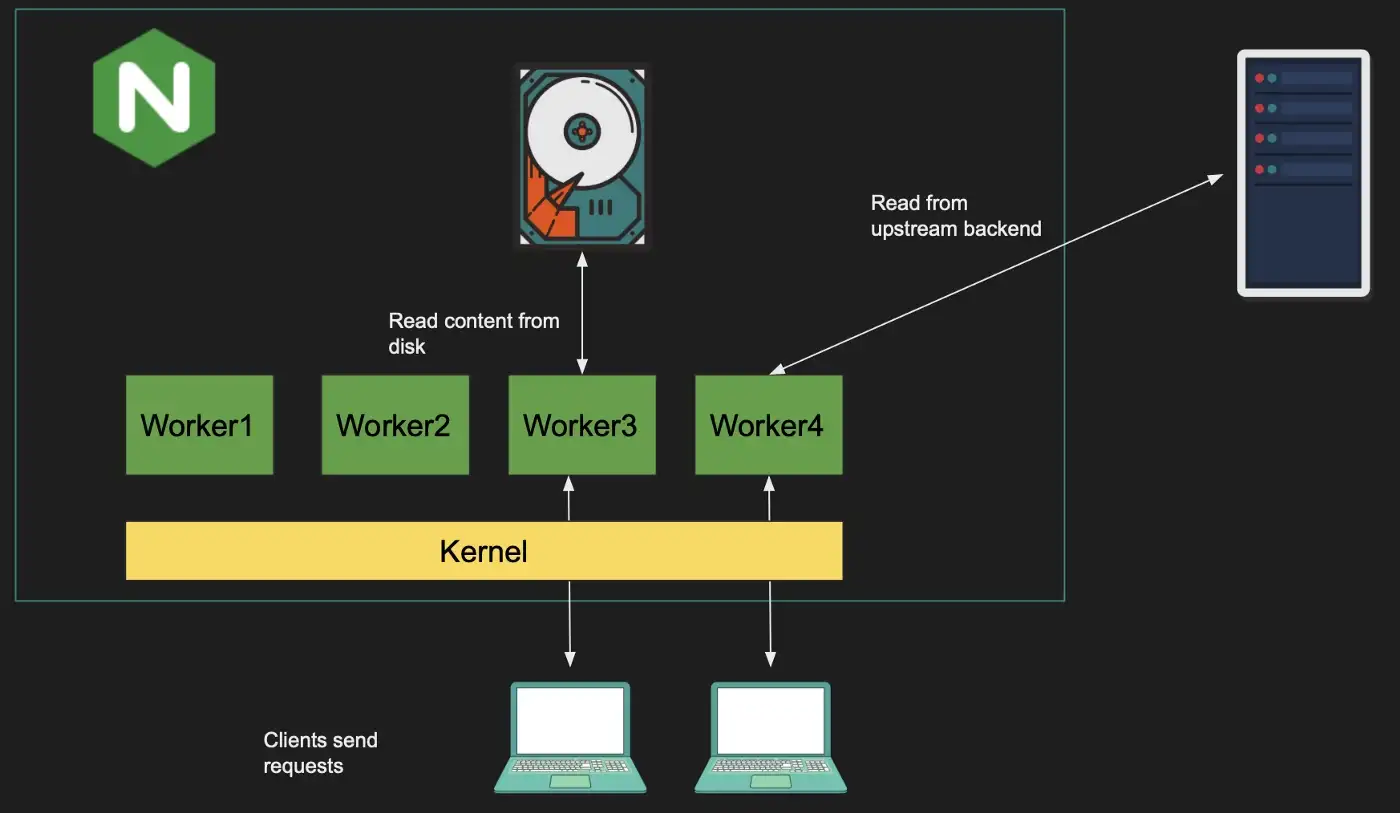 N
Read from
upstream backend
Read content from
disk
Worker1
Worker2
Worker3
Worker4
Kernel
Clients send
requests